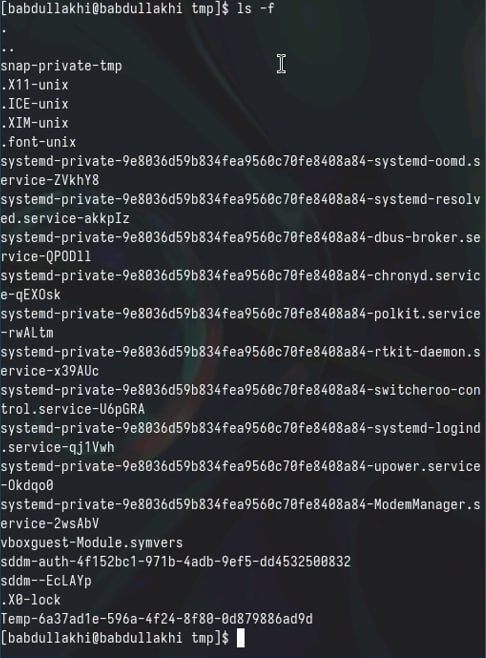 [babdullakhi@babdullakhi tmp]$ ls -f
.
..
snap-private-tmp
.X11-unix
.ICE-unix
.XIM-unix
.font-unix
systemd-private-9e8036d59b834fea9560c70fe8408a84-systemd-oomd.s
ervice-ZVkhY8
systemd-private-9e8036d59b834fea9560c70fe8408a84-systemd-resolv
ed.service-akkpIz
systemd-private-9e8036d59b834fea9560c70fe8408a84-dbus-broker.se
rvice-QPODll
systemd-private-9e8036d59b834fea9560c70fe8408a84-chronyd.servic
e-qEXOsk
systemd-private-9e8036d59b834fea9560c70fe8408a84-polkit.service
-rwALtm
systemd-private-9e8036d59b834fea9560c70fe8408a84-rtkit-daemon.s
ervice-x39AUc
systemd-private-9e8036d59b834fea9560c70fe8408a84-switcheroo-con
trol.service-U6pGRA
systemd-private-9e8036d59b834fea9560c70fe8408a84-systemd-logind
.service-qj1Vwh
systemd-private-9e8036d59b834fea9560c70fe8408a84-upower.service
-Okdqo0
systemd-private-9e8036d59b834fea9560c70fe8408a84-ModemManager.s
ervice-2wsAbV
vboxguest-Module.symvers
sddm-auth-4f152bc1-971b-4adb-9ef5-dd4532500832
sddm--EcLAYp
.X0-lock
Temp-6a37ad1e-596a-4f24-8f80-0d879886ad9d
[babdullakhi@babdullakhi tmp]$